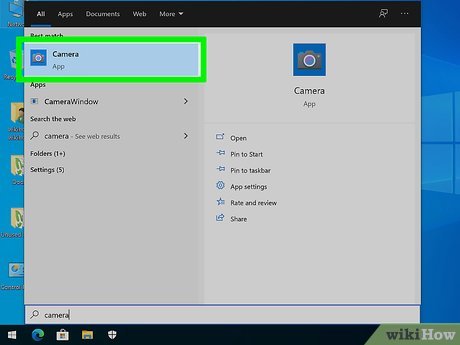 All Apps Documents Web More
Best match
Camera
App
Apps
CameraWindow
Search the web
camera - See web results
Folders (1+)
Settings (5)
Camera
App
Open
Pin to Start
Pin to taskbar
App settings
Rate and review
Share
camera
wikiHow